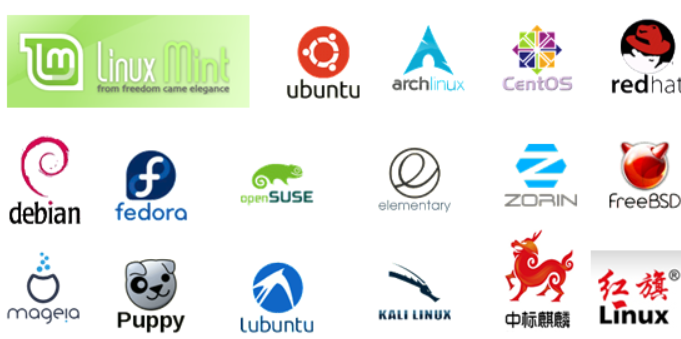 Linux Mint
from freedom came elegance
ubuntu
archlinux
CentOS
redhat
debian
fedora
openSUSE
elementary
ZORIN
FreeBSD
mageia
Puppy
lubuntu
KALI LINUX
中标麒麟
红旗®
Linux